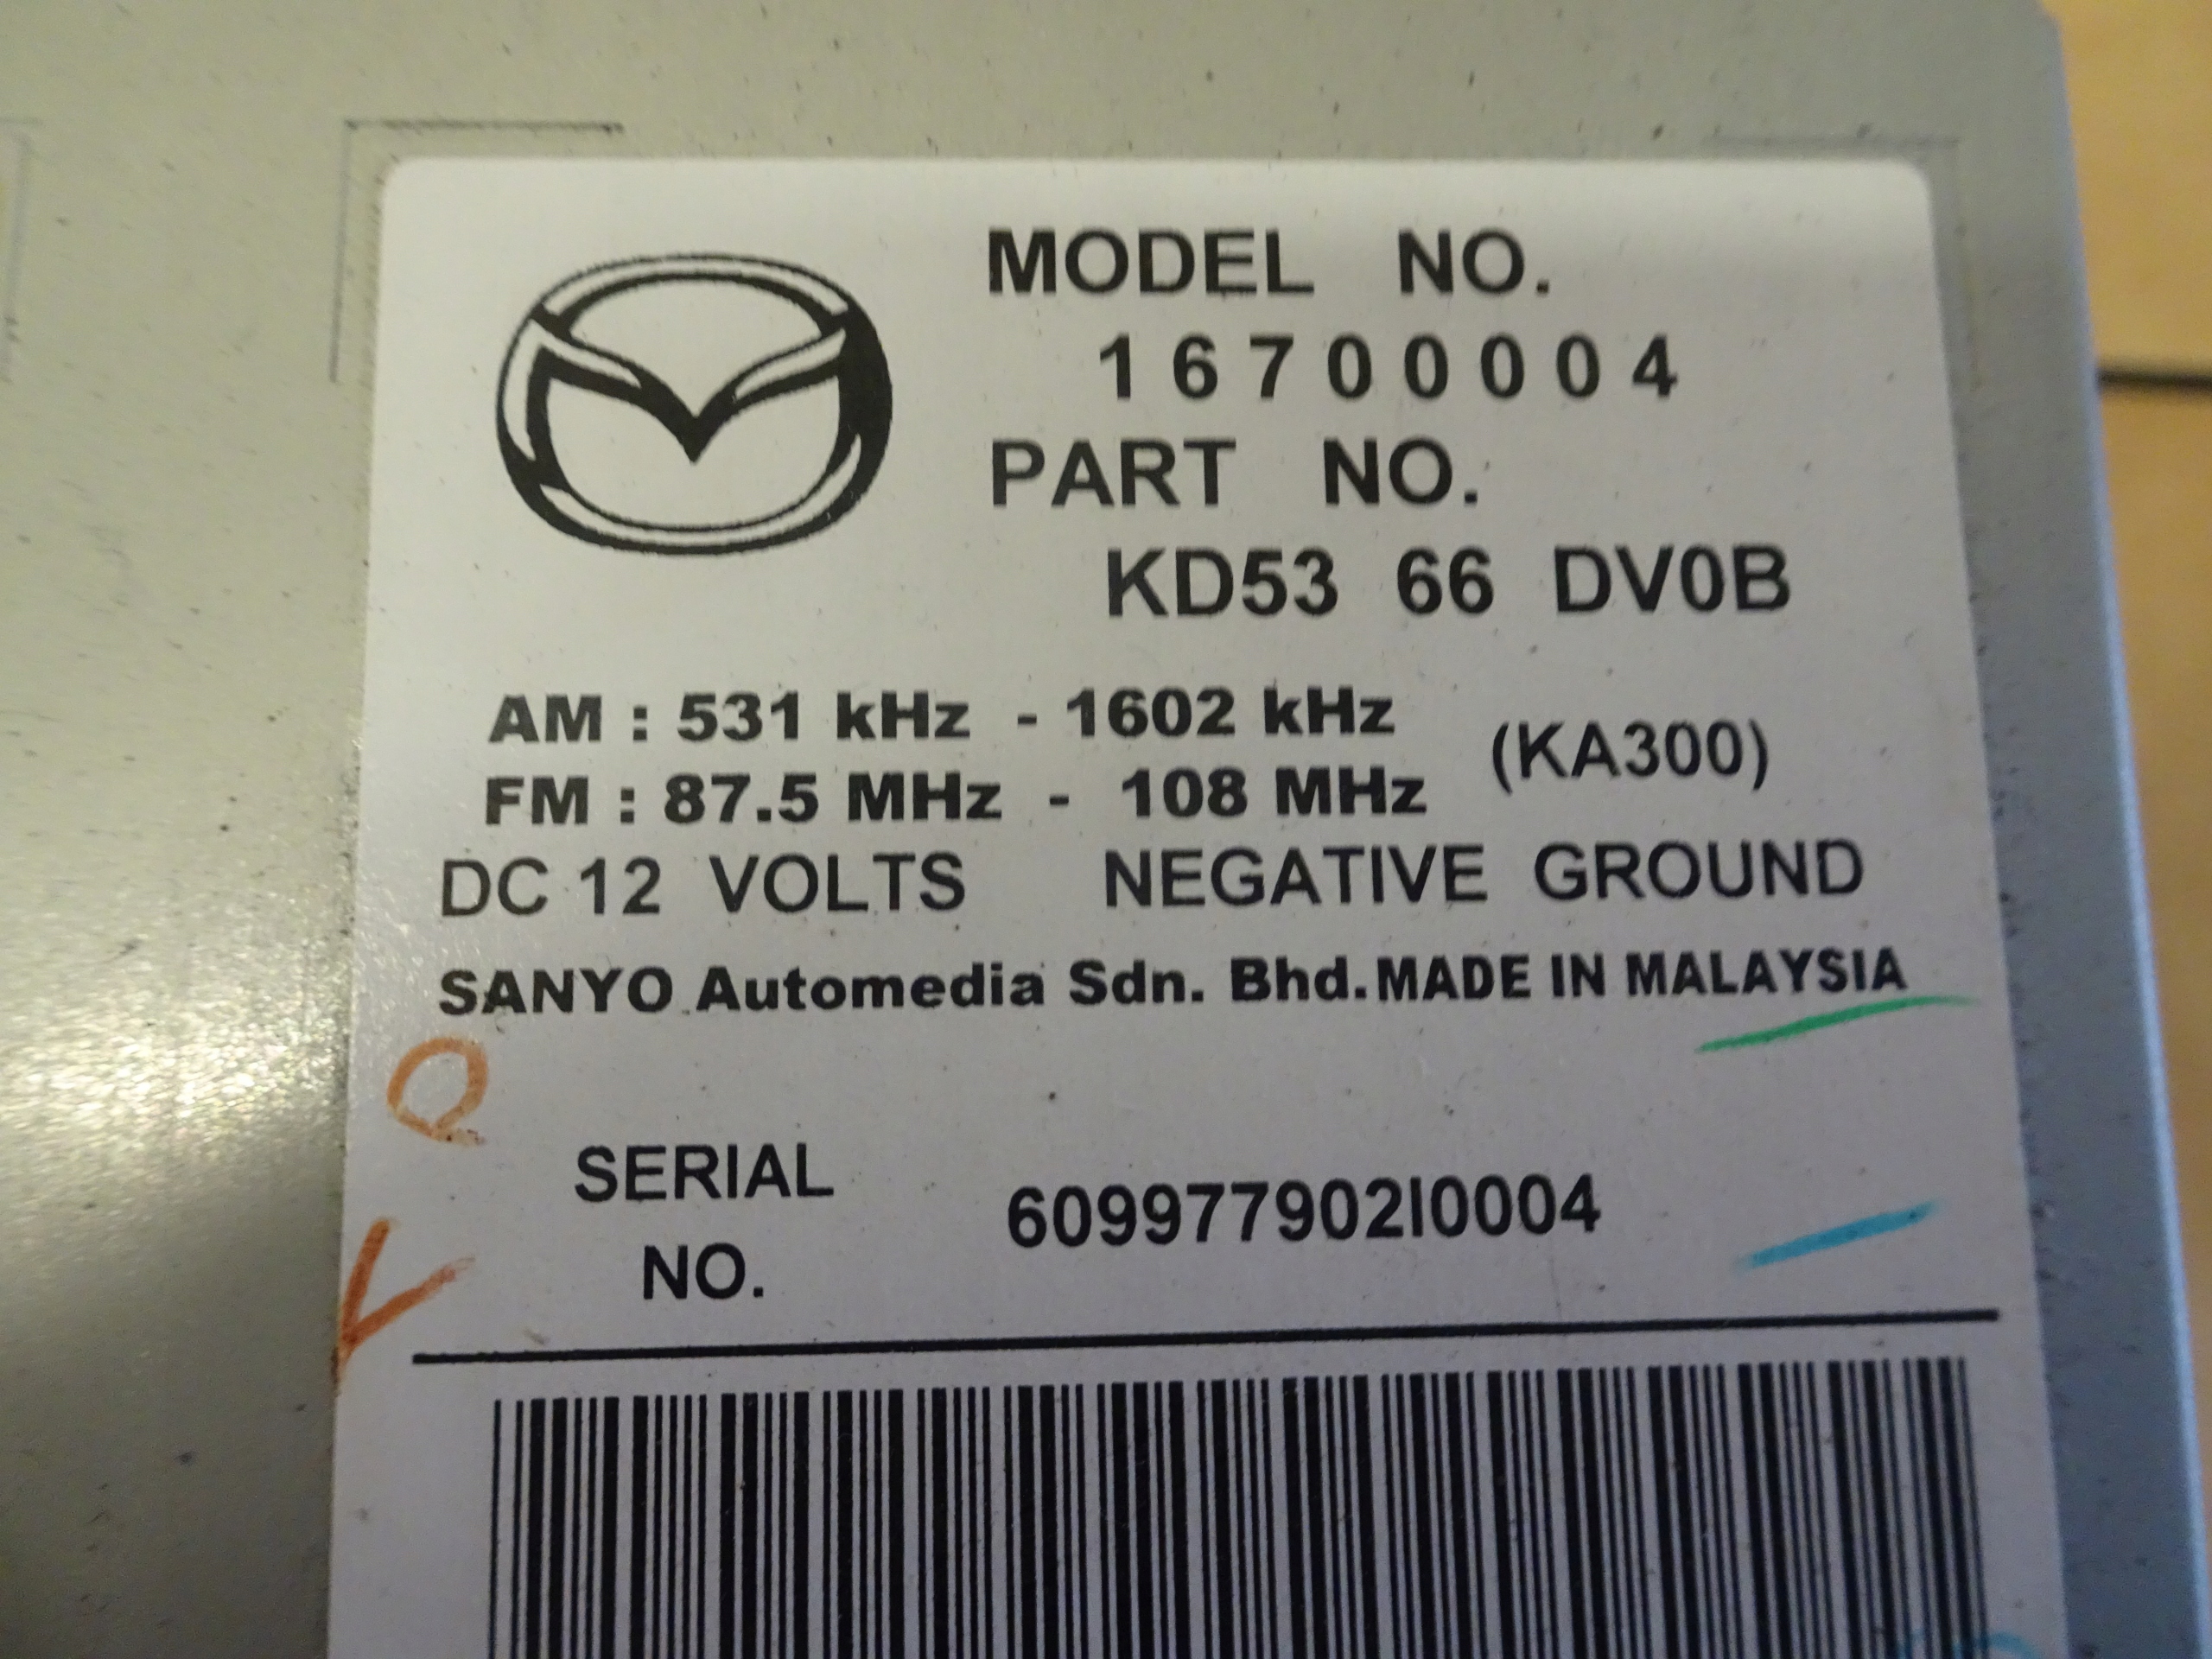 MODEL NO.
16700004
PART NO.
KD53 66 DV0B
AM : 531 kHz - 1602 kHz
(KA300)
FM : 87.5 MHz - 108 MHz
DC 12 VOLTS NEGATIVE GROUND
SANYO Automedia Sdn. Bhd. MADE IN MALAYSIA
SERIAL
NO.
609977902I0004